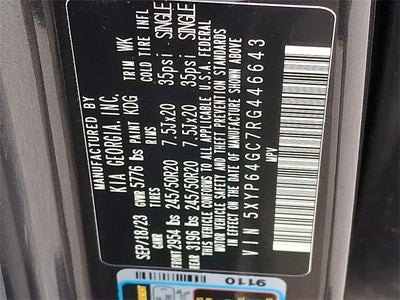 MANUFACTURED BY
KIA GEORGIA, INC. TRIM WK
SEP/18/23 PAINT KDG COLD TIRE INFL
GVWR 5776 lbs RMS
FRONT 2954 lbs 245/50R20 7.5JX20 35psi - SINGLE
REAR 3196 lbs 245/50R20 7.5JX20 35psi - SINGLE
THIS VEHICLE CONFORMS TO ALL APPLICABLE U.S.A. FEDERAL
MOTOR VEHICLE SAFETY AND THEFT PREVENTION STANDARDS
IN EFFECT ON THE DATE OF MANUFACTURE SHOWN ABOVE
VIN 5XYP64GC7RG446643
MPV
9110